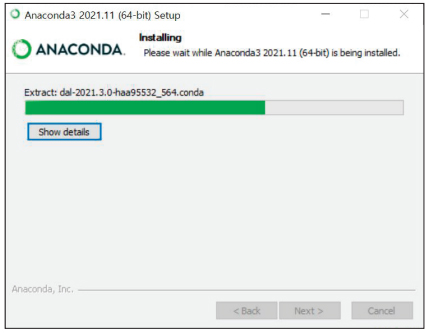 Anaconda3 2021.11 (64-bit) Setup
ANACONDA.
Installing
Please wait while Anaconda3 2021.11 (64-bit) is being installed.
Extract: dal-2021.3.0-haa95532_564.conda
Show details
Anaconda, Inc.
< Back
Next >
Cancel